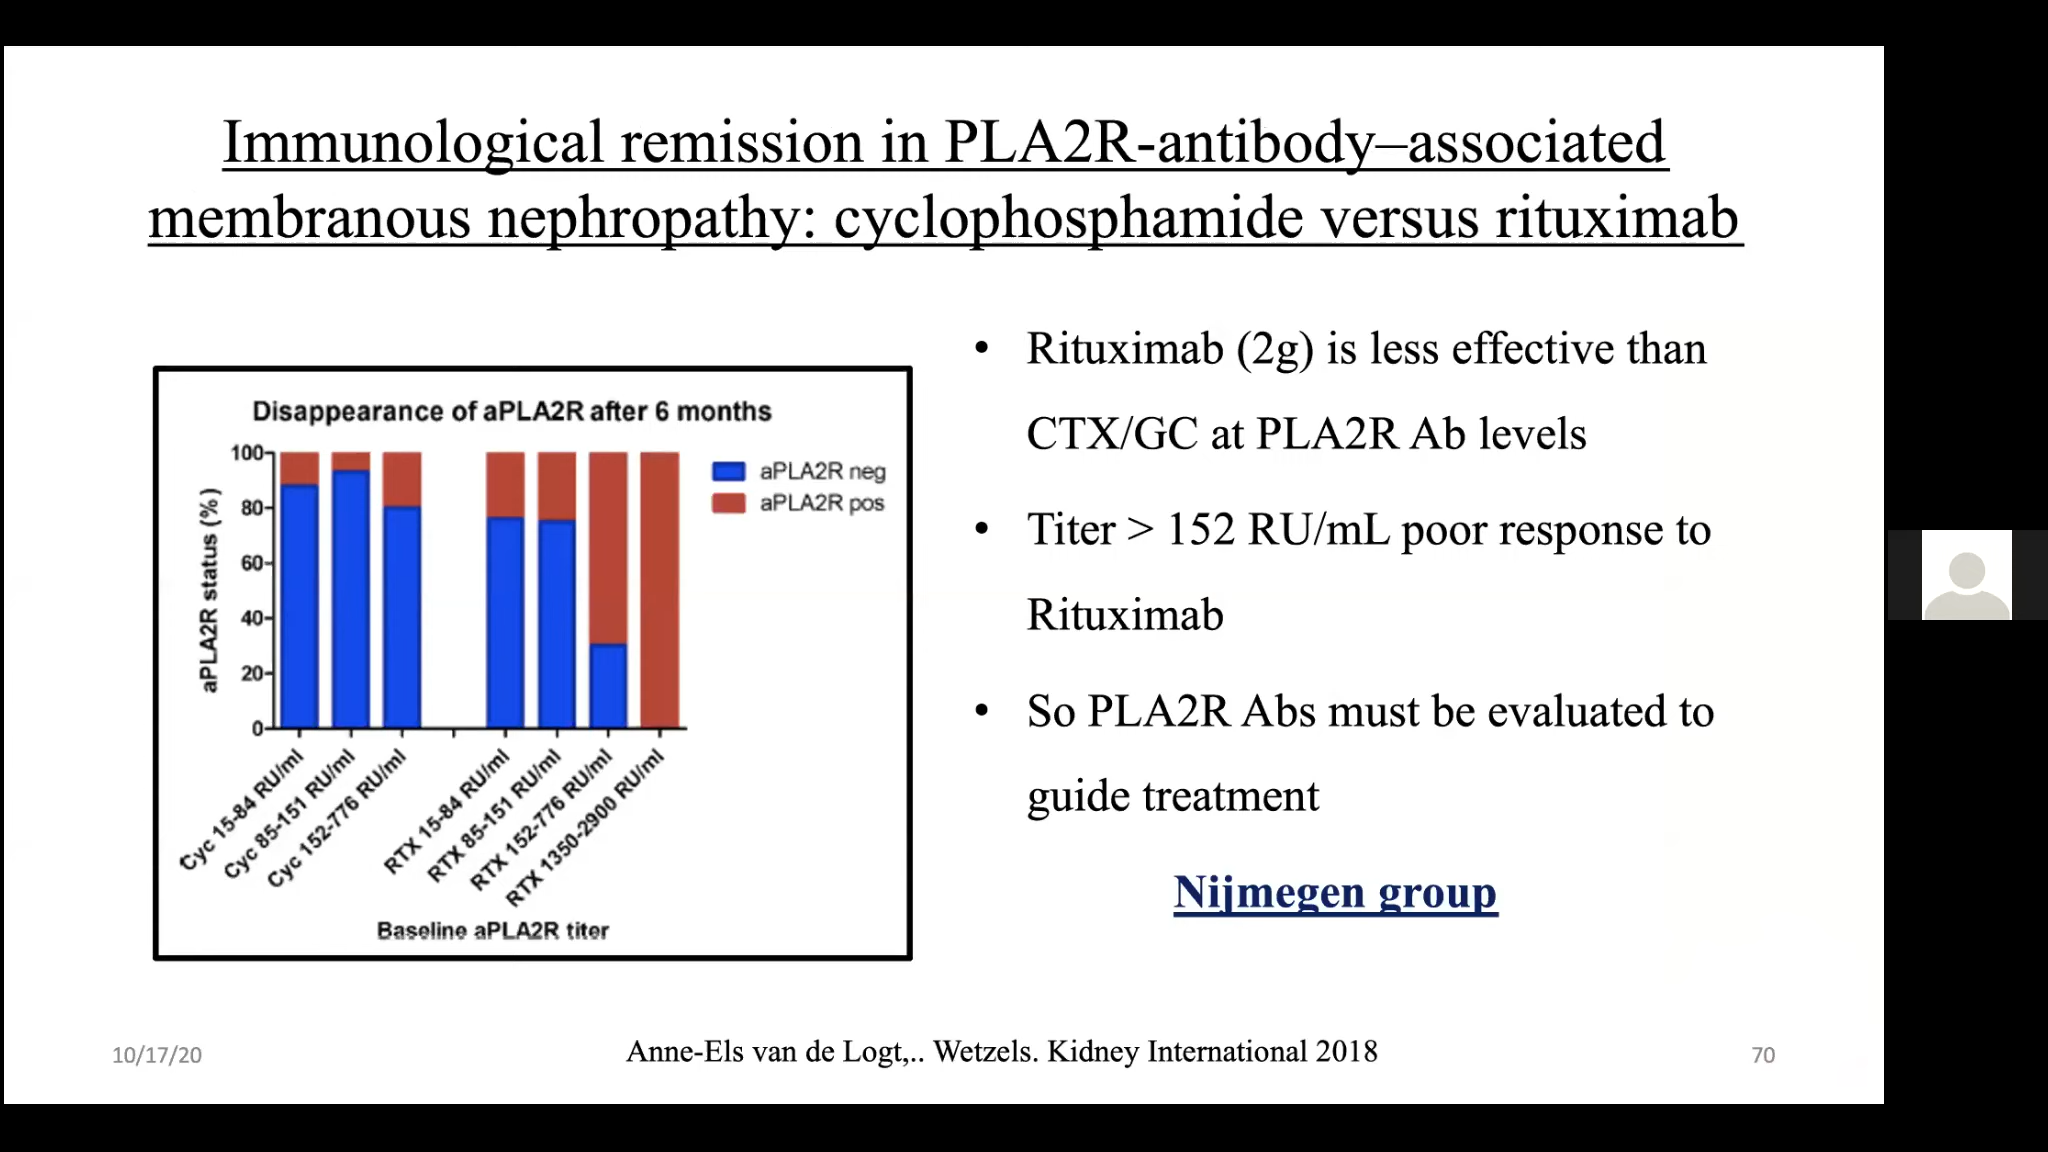 Immunological remission in PLA2R-antibody–associated
membranous nephropathy: cyclophosphamide versus rituximab
Disappearance of aPLA2R after 6 months
aPLA2R status (%)
100
80
60
40
20
0
aPLA2R neg
aPLA2R pos
Cyc 15-84 RU/ml
Cyc 85-151 RU/ml
Cyc 152-776 RU/ml
RTX 15-84 RU/ml
RTX 85-151 RU/ml
RTX 152-776 RU/ml
RTX 1350-2900 RU/ml
Baseline aPLA2R titer
• Rituximab (2g) is less effective than
CTX/GC at PLA2R Ab levels
• Titer > 152 RU/mL poor response to
Rituximab
• So PLA2R Abs must be evaluated to
guide treatment
Nijmegen group
10/17/20
Anne-Els van de Logt,.. Wetzels. Kidney International 2018
70